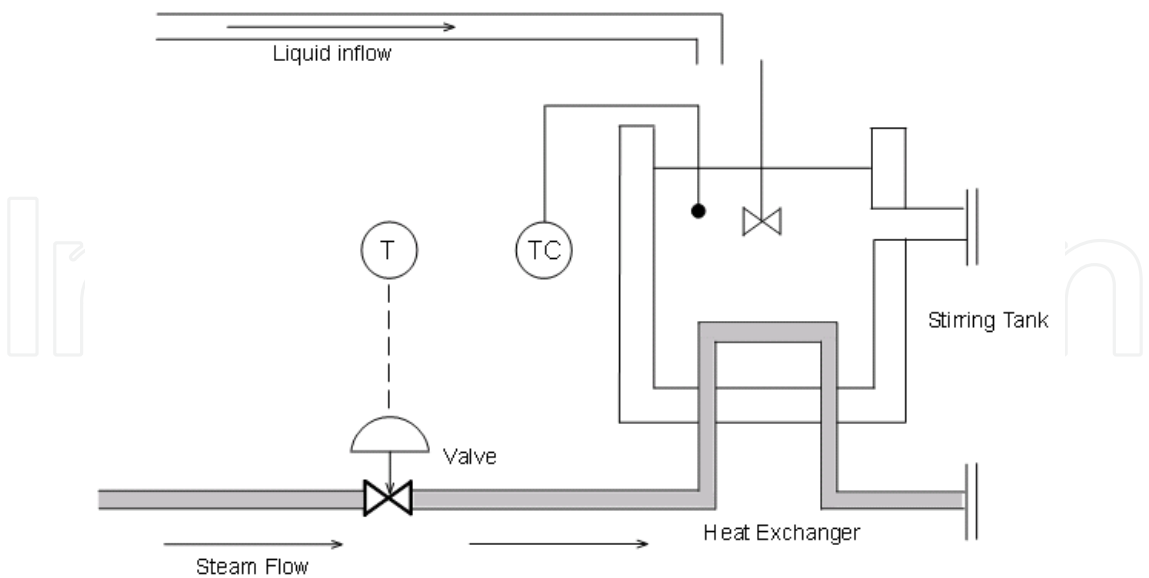 Liquid inflow
T
TC
Stirring Tank
Valve
Heat Exchanger
Steam Flow